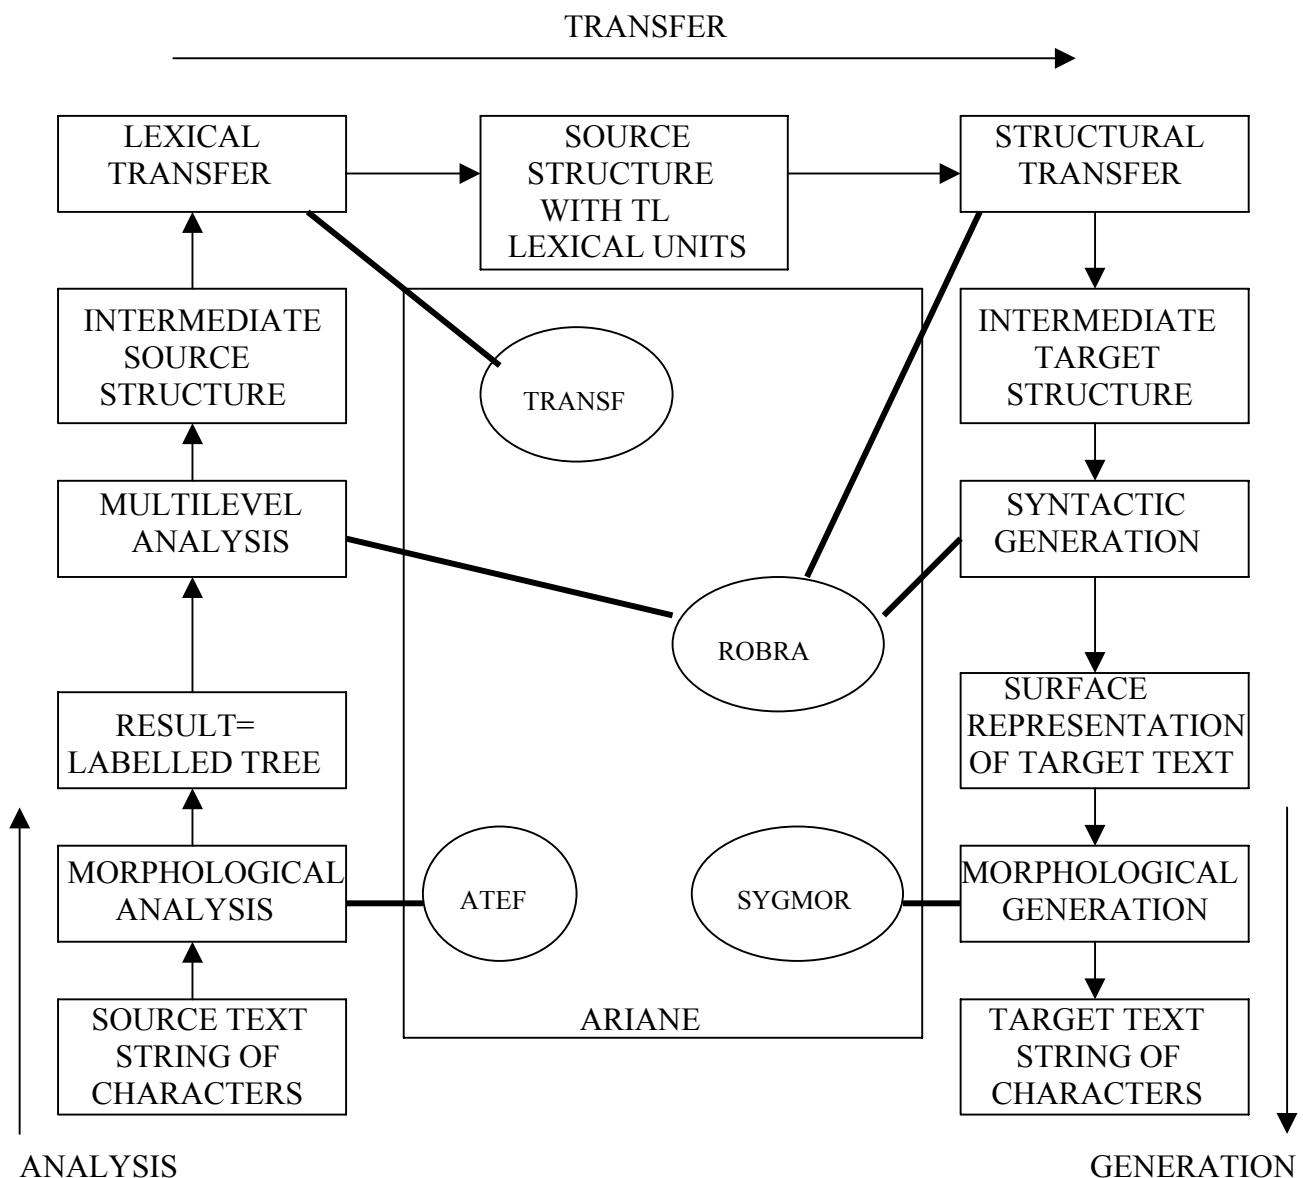 TRANSFER
LEXICAL
TRANSFER
SOURCE
STRUCTURE
WITH TL
LEXICAL UNITS
STRUCTURAL
TRANSFER
INTERMEDIATE
SOURCE
STRUCTURE
TRANSF
INTERMEDIATE
TARGET
STRUCTURE
MULTILEVEL
ANALYSIS
SYNTACTIC
GENERATION
ROBRA
RESULT=
LABELLED TREE
SURFACE
REPRESENTATION
OF TARGET TEXT
MORPHOLOGICAL
ANALYSIS
ATEF
SYGMOR
MORPHOLOGICAL
GENERATION
SOURCE TEXT
STRING OF
CHARACTERS
ARIANE
TARGET TEXT
STRING OF
CHARACTERS
ANALYSIS
GENERATION